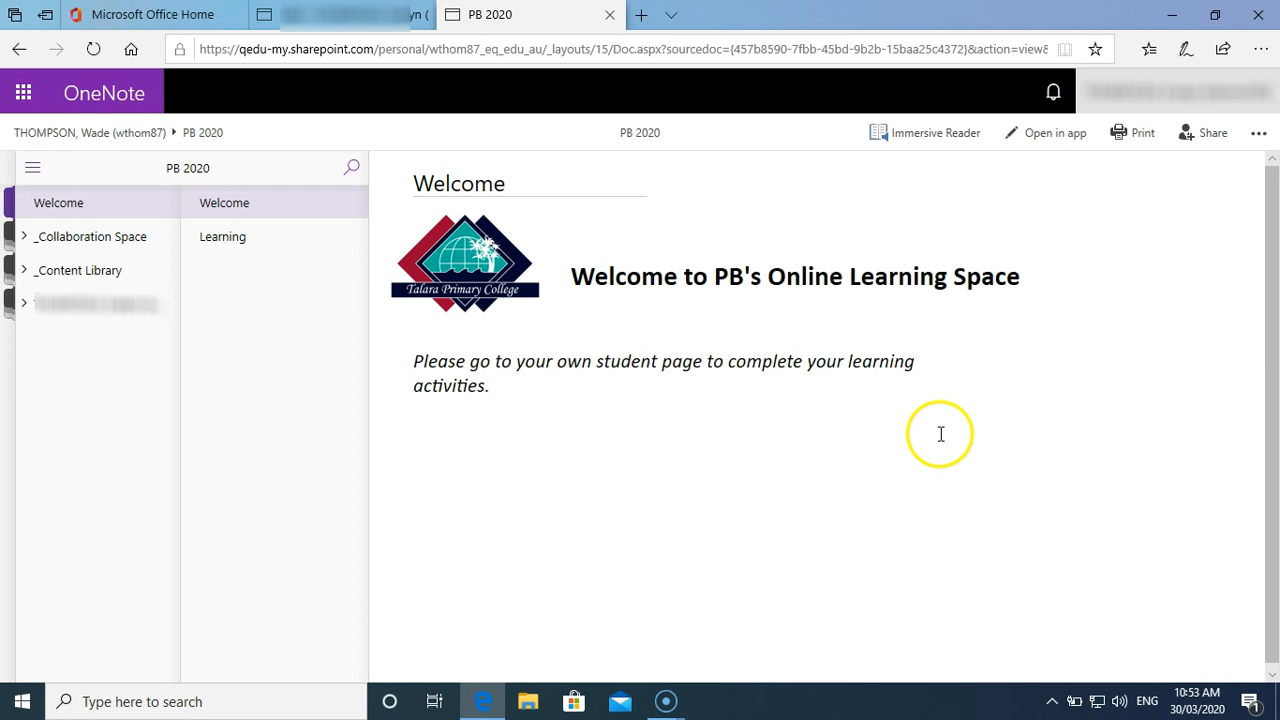 Microsoft Office Home
yn (
PB 2020
https://qedu-my.sharepoint.com/personal/wthom87_eq_edu_au/_layouts/15/Doc.aspx?sourcedoc={457b8590-7fbb-45bd-9b2b-15baa25c4372}&action=view&
OneNote
THOMPSON, Wade (wthom87) PB 2020
PB 2020
Immersive Reader
Open in app
Print
Share
PB 2020
Welcome
_Collaboration Space
_Content Library
Welcome
Learning
Welcome
Talara Primary College
Welcome to PB's Online Learning Space
Please go to your own student page to complete your learning
activities.
Type here to search
ENG
10:53 AM
30/03/2020
1